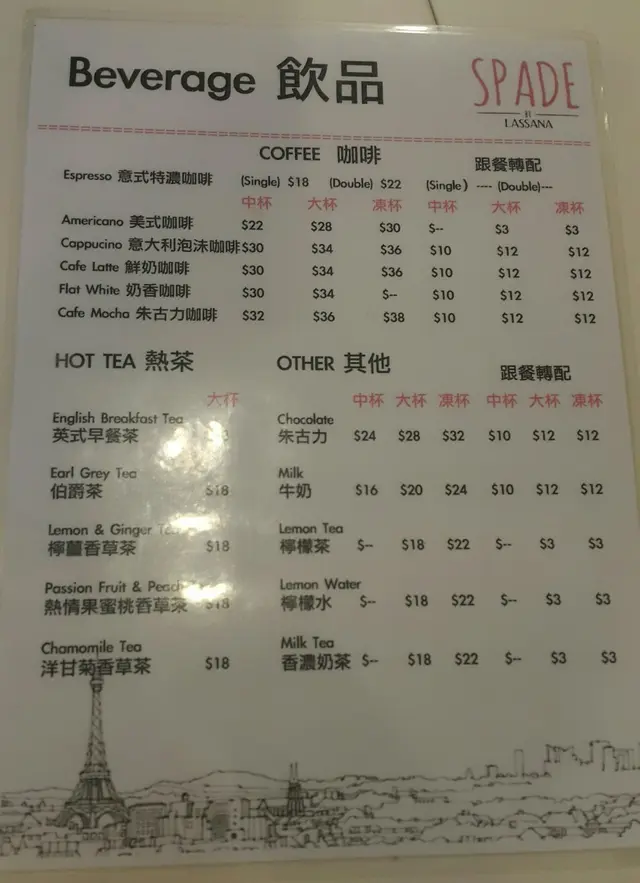 Beverage 飲品
SPADE
BY
LASSANA
COFFEE 咖啡 跟餐轉配
Espresso 意式特濃咖啡 (Single) $18 (Double) $22 (Single) ---- (Double)---
中杯 大杯 凍杯 中杯 大杯 凍杯
Americano 美式咖啡 $22 $28 $30 $-- $3 $3
Cappucino 意大利泡沫咖啡 $30 $34 $36 $10 $12 $12
Cafe Latte 鮮奶咖啡 $30 $34 $36 $10 $12 $12
Flat White 奶香咖啡 $30 $34 $-- $10 $12 $12
Cafe Mocha 朱古力咖啡 $32 $36 $38 $10 $12 $12
HOT TEA 熱茶
大杯
English Breakfast Tea
英式早餐茶
Earl Grey Tea
伯爵茶 $18
Lemon & Ginger Tea
檸薑香草茶 $18
Passion Fruit & Peach
熱情果蜜桃香草茶 $18
Chamomile Tea
洋甘菊香草茶 $18
OTHER 其他 跟餐轉配
中杯 大杯 凍杯 中杯 大杯 凍杯
Chocolate
朱古力 $24 $28 $32 $10 $12 $12
Milk
牛奶 $16 $20 $24 $10 $12 $12
Lemon Tea
檸檬茶 $-- $18 $22 $-- $3 $3
Lemon Water
檸檬水 $-- $18 $22 $-- $3 $3
Milk Tea
香濃奶茶 $-- $18 $22 $-- $3 $3